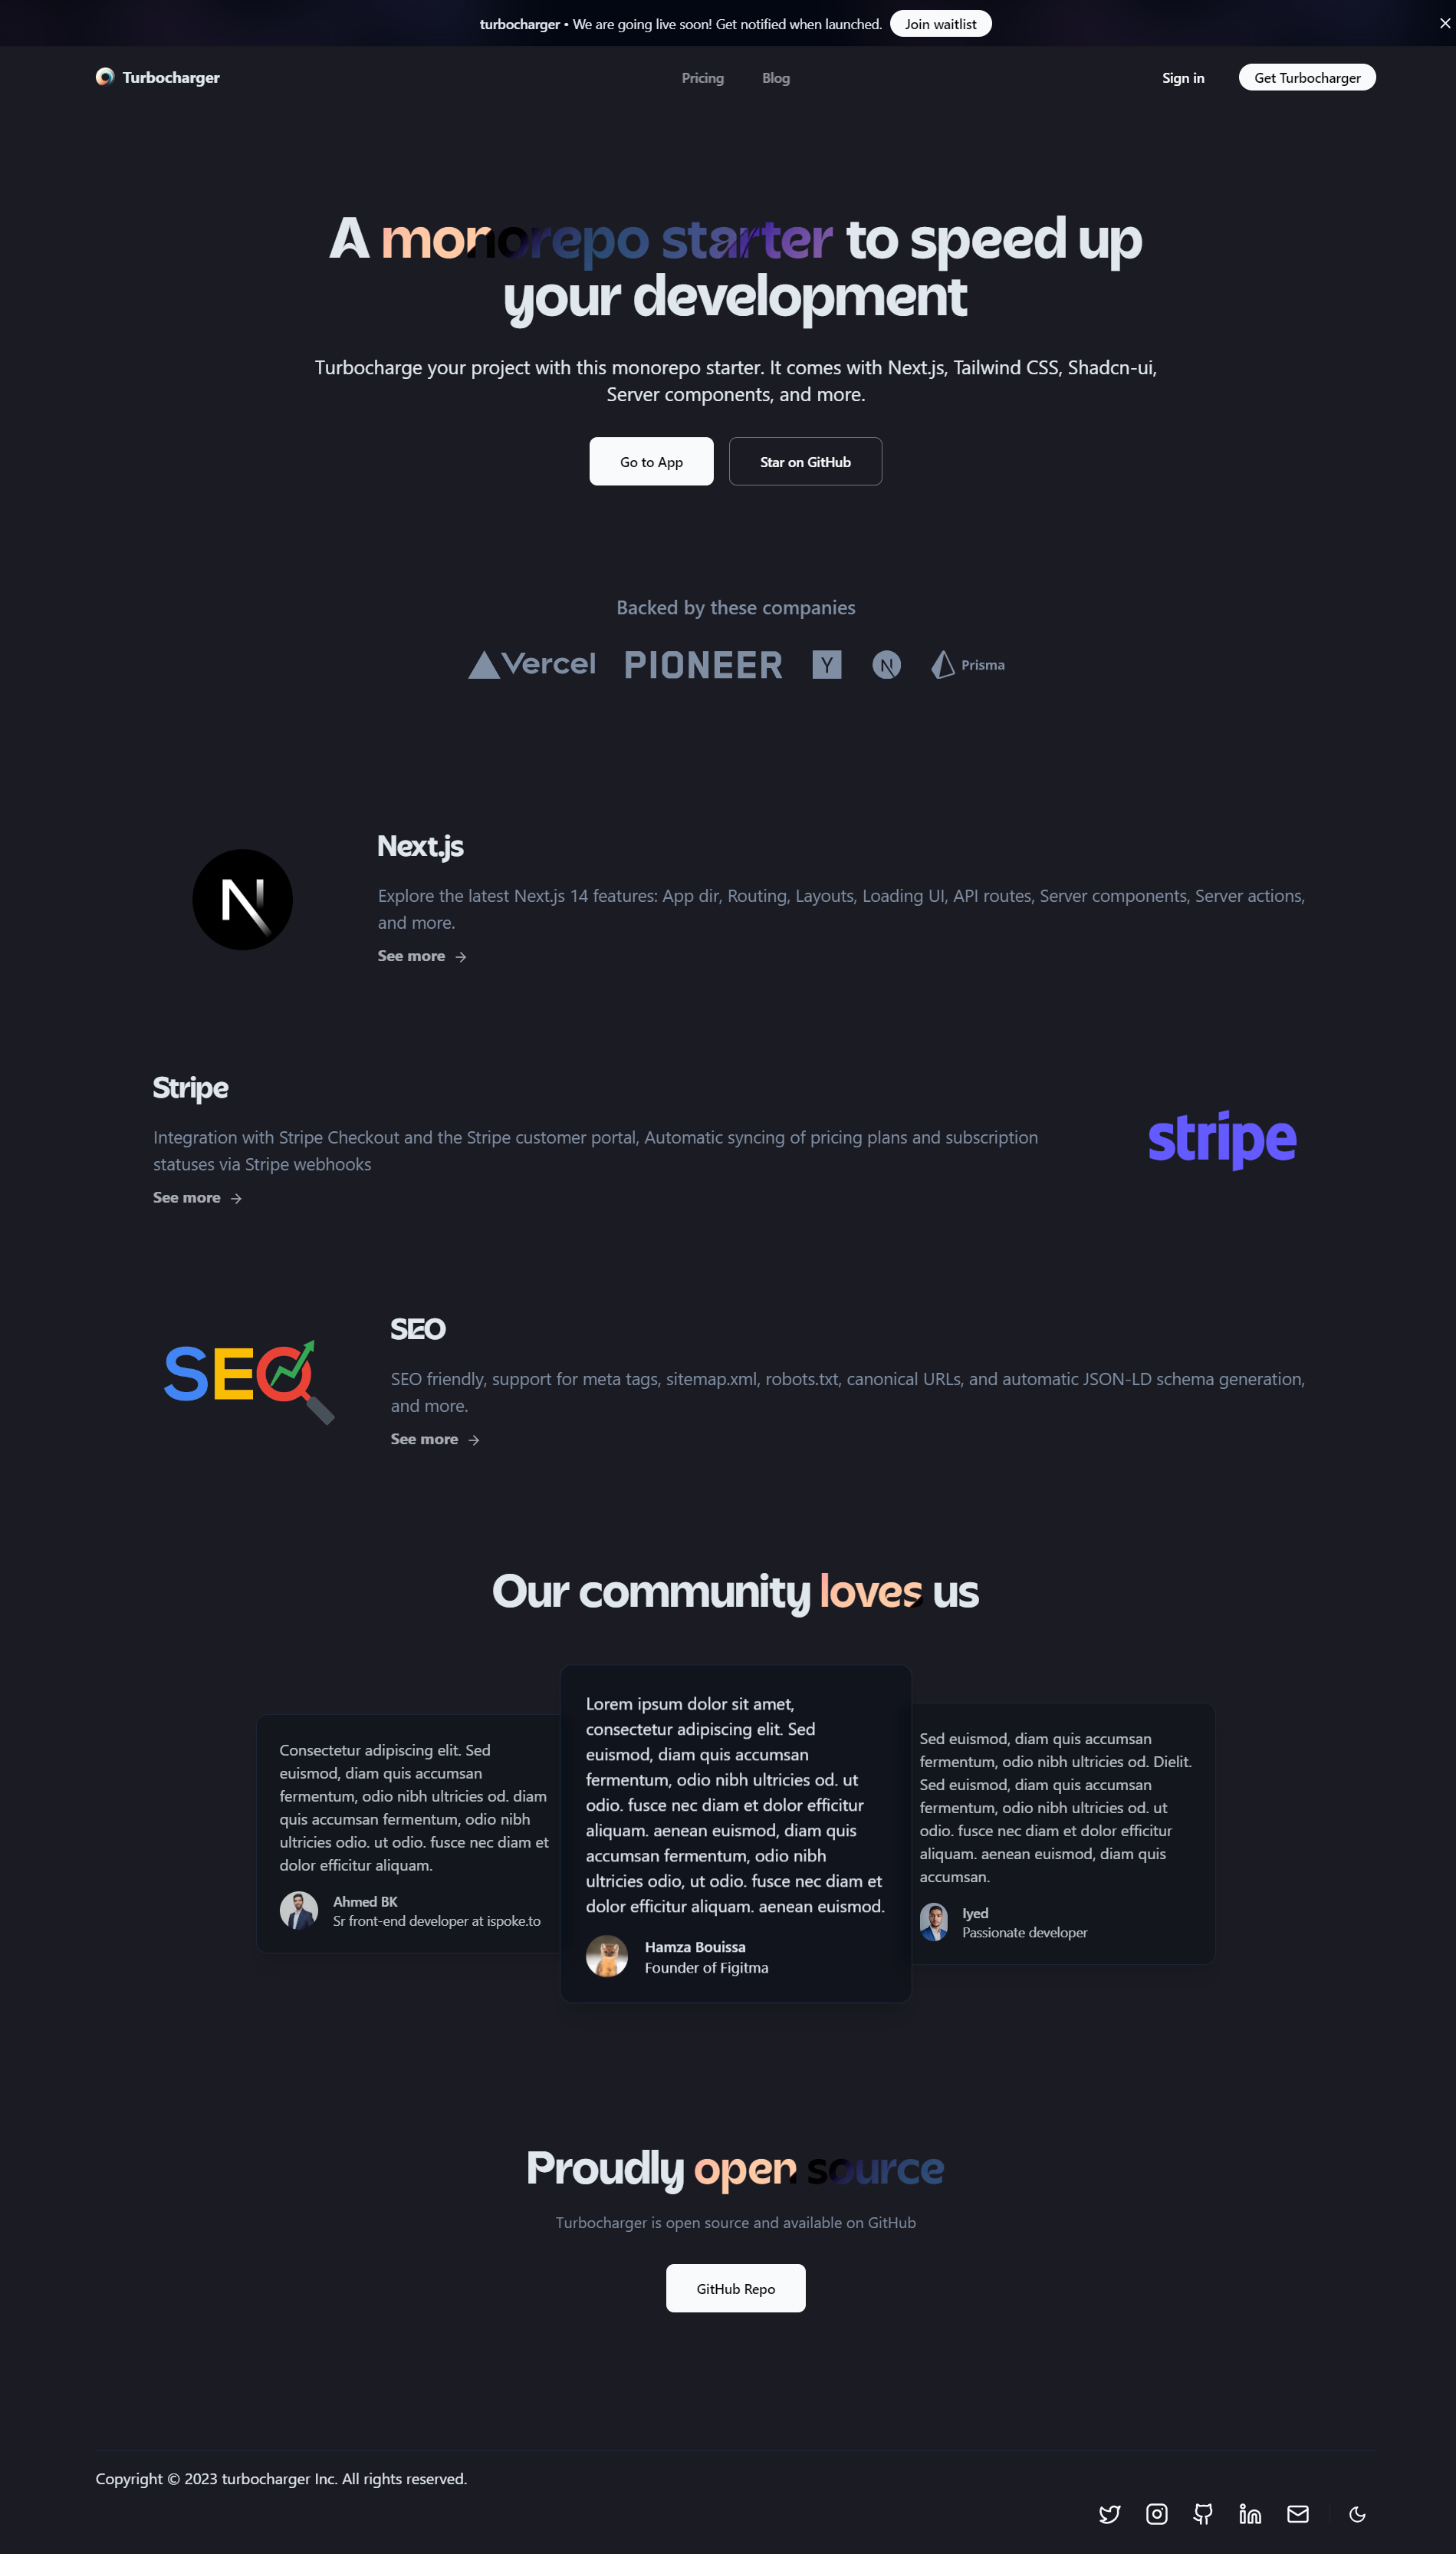 turbocharger • We are going live soon! Get notified when launched. Join waitlist
Turbocharger Pricing Blog Sign in Get Turbocharger
A monorepo starter to speed up
your development
Turbocharge your project with this monorepo starter. It comes with Next.js, Tailwind CSS, Shadcn-ui,
Server components, and more.
Go to App Star on GitHub
Backed by these companies
Vercel PIONEER Y N Prisma
N
Next.js
Explore the latest Next.js 14 features: App dir, Routing, Layouts, Loading UI, API routes, Server components, Server actions,
and more.
See more
Stripe
Integration with Stripe Checkout and the Stripe customer portal, Automatic syncing of pricing plans and subscription
statuses via Stripe webhooks
See more
stripe
SEO
SEO
SEO friendly, support for meta tags, sitemap.xml, robots.txt, canonical URLs, and automatic JSON-LD schema generation,
and more.
See more
Our community loves us
Consectetur adipiscing elit. Sed
euismod, diam quis accumsan
fermentum, odio nibh ultricies od. diam
quis accumsan fermentum, odio nibh
ultricies odio. ut odio. fusce nec diam et
dolor efficitur aliquam.
Ahmed BK
Sr front-end developer at ispoke.to
Lorem ipsum dolor sit amet,
consectetur adipiscing elit. Sed
euismod, diam quis accumsan
fermentum, odio nibh ultricies od. ut
odio. fusce nec diam et dolor efficitur
aliquam. aenean euismod, diam quis
accumsan fermentum, odio nibh
ultricies odio, ut odio. fusce nec diam et
dolor efficitur aliquam. aenean euismod.
Hamza Bouissa
Founder of Figitma
Sed euismod, diam quis accumsan
fermentum, odio nibh ultricies od. Dielit.
Sed euismod, diam quis accumsan
fermentum, odio nibh ultricies od. ut
odio. fusce nec diam et dolor efficitur
aliquam. aenean euismod, diam quis
accumsan.
Iyed
Passionate developer
Proudly open source
Turbocharger is open source and available on GitHub
GitHub Repo
Copyright © 2023 turbocharger Inc. All rights reserved.